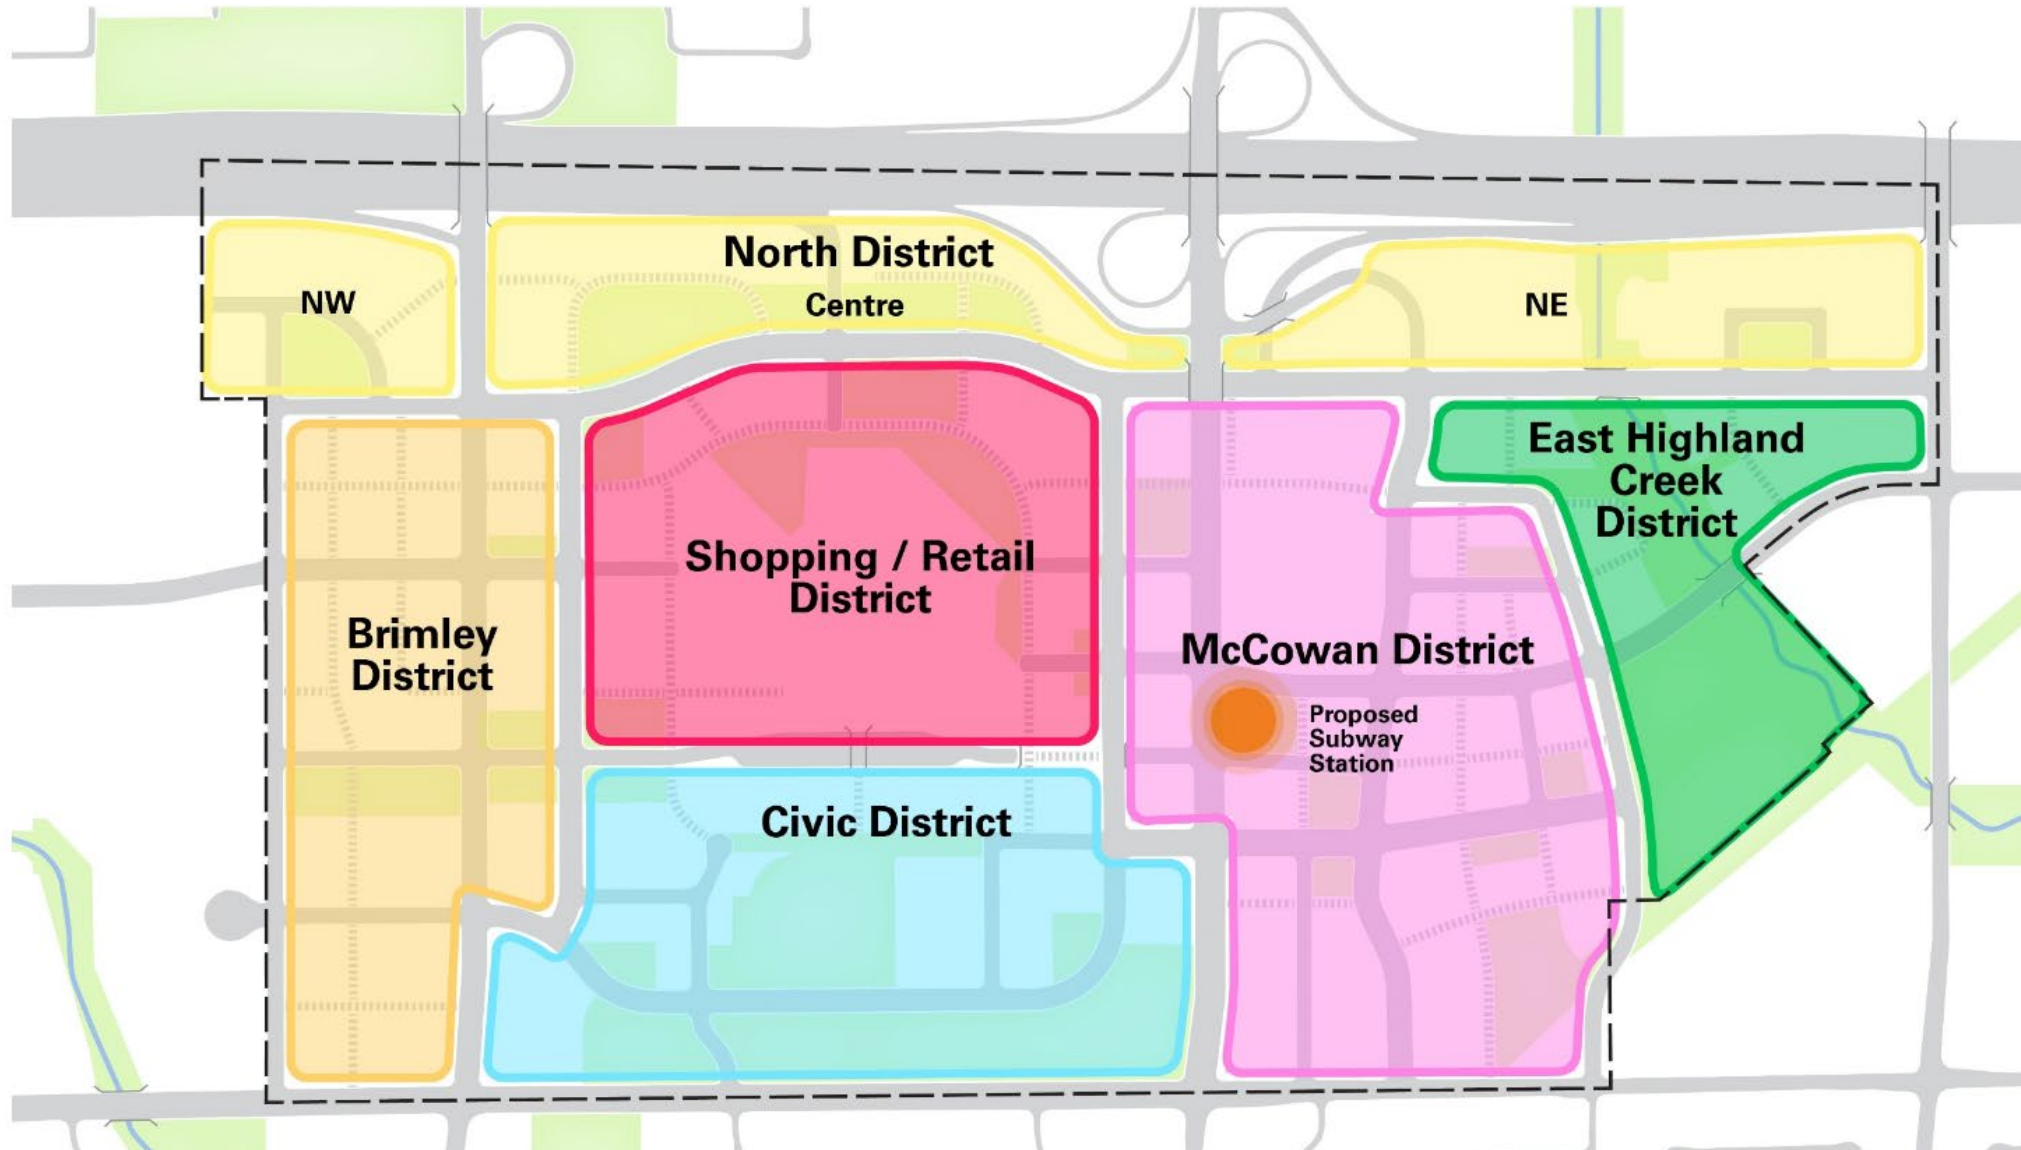 North District
NW
Centre
NE
East Highland
Creek
District
Shopping / Retail
District
Brimley
District
McCowan District
Proposed
Subway
Station
Civic District